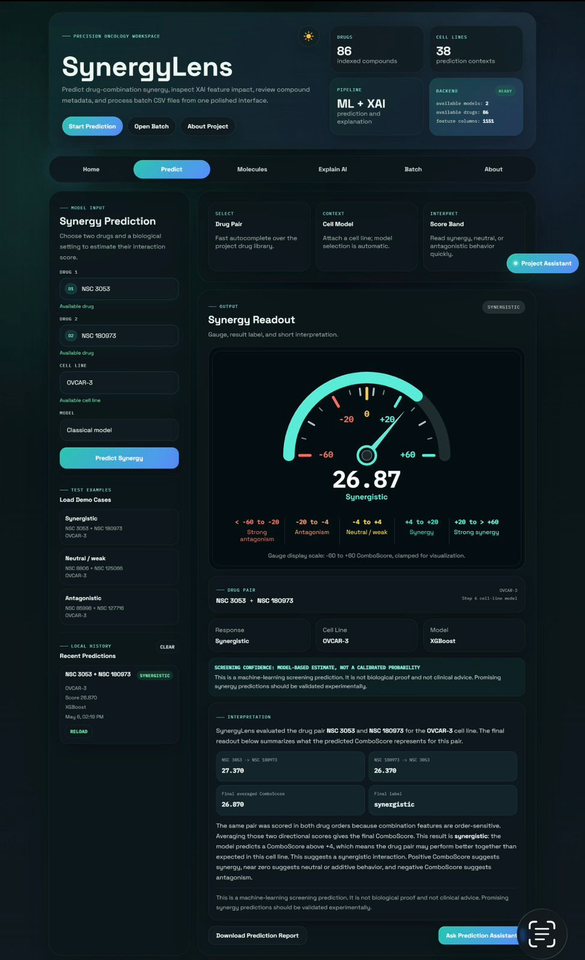 PRECISION ONCOLOGY WORKSPACE
SynergyLens
Predict drug-combination synergy, inspect XAI feature impact, review compound
metadata, and process batch CSV files from one polished interface.
Start Prediction
Open Batch
About Project
DRUGS
86
indexed compounds
CELL LINES
38
prediction contexts
PIPELINE
ML + XAI
prediction and
explanation
BACKEND
READY
available models: 2
available drugs: 86
feature columns: 1151
Home
Predict
Molecules
Explain AI
Batch
About
MODEL INPUT
Synergy Prediction
Choose two drugs and a biological
setting to estimate their interaction
score.
DRUG 1
01
NSC 3053
Available drug
DRUG 2
02
NSC 180973
Available drug
CELL LINE
OVCAR-3
Available cell line
MODEL
Classical model
Predict Synergy
TEST EXAMPLES
Load Demo Cases
Synergistic
NSC 3053 + NSC 180973
OVCAR-3
Neutral / weak
NSC 8806 + NSC 125066
OVCAR-3
Antagonistic
NSC 85998 + NSC 127716
OVCAR-3
LOCAL HISTORY
CLEAR
Recent Predictions
NSC 3053 + NSC 180973
SYNERGISTIC
OVCAR-3
Score 26.870
XGBoost
May 8, 02:19 PM
RELOAD
SELECT
Drug Pair
Fast autocomplete over the
project drug library.
CONTEXT
Cell Model
Attach a cell line; model
selection is automatic.
INTERPRET
Score Band
Read synergy, neutral, or
antagonistic behavior
quickly.
Project Assistant
OUTPUT
SYNERGISTIC
Synergy Readout
Gauge, result label, and short interpretation.
-60
-20
0
+20
+60
26.87
Synergistic
< -60 to -20
Strong
antagonism
-20 to -4
Antagonism
-4 to +4
Neutral / weak
+4 to +20
Synergy
+20 to > +60
Strong synergy
Gauge display scale: -60 to +60 ComboScore, clamped for visualization.
DRUG PAIR
OVCAR-3
NSC 3053 + NSC 180973
Step 6 cell-line model
Response
Synergistic
Cell Line
OVCAR-3
Model
XGBoost
SCREENING CONFIDENCE: MODEL-BASED ESTIMATE, NOT A CALIBRATED PROBABILITY
This is a machine-learning screening prediction. It is not biological proof and not clinical advice. Promising
synergy predictions should be validated experimentally.
INTERPRETATION
SynergyLens evaluated the drug pair NSC 3053 and NSC 180973 for the OVCAR-3 cell line. The final
readout below summarizes what the predicted ComboScore represents for this pair.
NSC 3053 -> NSC 180973
27.370
NSC 180973 -> NSC 3053
26.370
Final averaged ComboScore
26.870
Final label
synergistic
The same pair was scored in both drug orders because combination features are order-sensitive.
Averaging those two directional scores gives the final ComboScore. This result is synergistic: the
model predicts a ComboScore above +4, which means the drug pair may perform better together than
expected in this cell line. This suggests a synergistic interaction. Positive ComboScore suggests
synergy, near zero suggests neutral or additive behavior, and negative ComboScore suggests
antagonism.
This is a machine-learning screening prediction. It is not biological proof and not clinical advice. Promising
synergy predictions should be validated experimentally.
Download Prediction Report
Ask Prediction Assistant